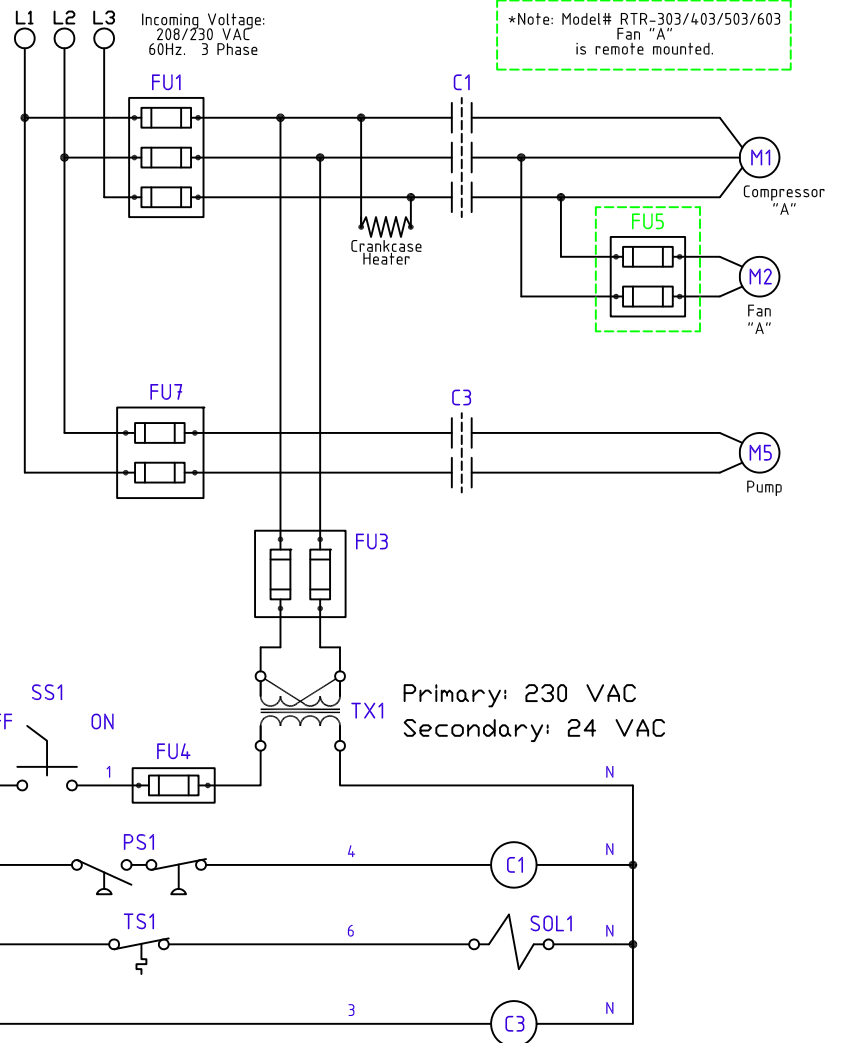 L1 L2 L3
Incoming Voltage:
208/230 VAC
60Hz. 3 Phase
*Note: Model# RTR-303/403/503/603
Fan "A"
is remote mounted.
FU1
C1
M1
Compressor
"A"
Crankcase
Heater
FU5
M2
Fan
"A"
FU7
C3
M5
Pump
FU3
TX1
Primary: 230 VAC
Secondary: 24 VAC
SS1
FF ON
1
FU4
N
PS1
4
C1
N
TS1
6
SOL1
N
3
C3
N